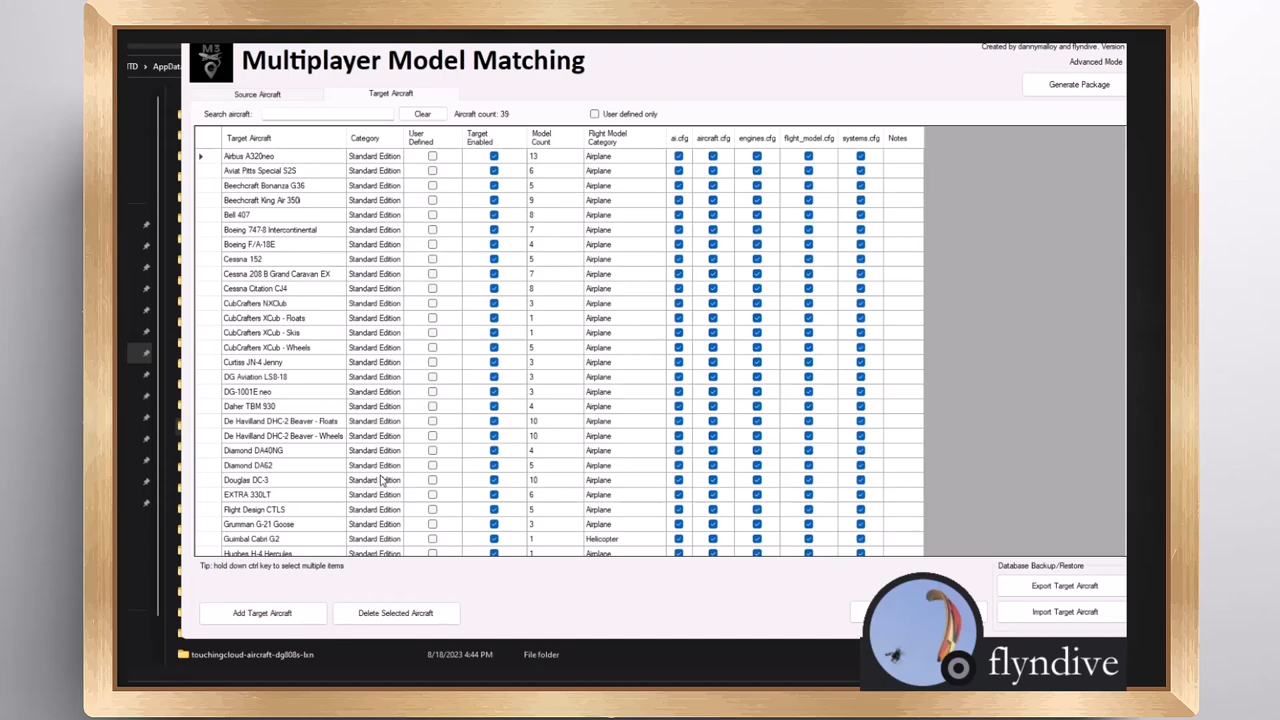 M3
Multiplayer Model Matching
Created by dannymalloy and flyndive. Version
Advanced Mode
ITD > AppData
Source Aircraft Target Aircraft
Generate Package
Search aircraft: Clear Aircraft count: 39 User defined only
Target Aircraft Category User Defined Target Enabled Model Count Flight Model Category ai.cfg aircraft.cfg engines.cfg flight_model.cfg systems.cfg Notes
Airbus A320neo Standard Edition 13 Airplane
Aviat Pitts Special S2S Standard Edition 6 Airplane
Beechcraft Bonanza G36 Standard Edition 5 Airplane
Beechcraft King Air 350i Standard Edition 9 Airplane
Bell 407 Standard Edition 8 Airplane
Boeing 747-8 Intercontinental Standard Edition 7 Airplane
Boeing F/A-18E Standard Edition 4 Airplane
Cessna 152 Standard Edition 5 Airplane
Cessna 208 B Grand Caravan EX Standard Edition 7 Airplane
Cessna Citation CJ4 Standard Edition 8 Airplane
CubCrafters NXClub Standard Edition 3 Airplane
CubCrafters XCub - Floats Standard Edition 1 Airplane
CubCrafters XCub - Skis Standard Edition 1 Airplane
CubCrafters XCub - Wheels Standard Edition 5 Airplane
Curtiss JN-4 Jenny Standard Edition 3 Airplane
DG Aviation LS8-18 Standard Edition 3 Airplane
DG-1001E neo Standard Edition 3 Airplane
Daher TBM 930 Standard Edition 4 Airplane
De Havilland DHC-2 Beaver - Floats Standard Edition 10 Airplane
De Havilland DHC-2 Beaver - Wheels Standard Edition 10 Airplane
Diamond DA40NG Standard Edition 4 Airplane
Diamond DA62 Standard Edition 5 Airplane
Douglas DC-3 Standard Edition 10 Airplane
EXTRA 330LT Standard Edition 6 Airplane
Flight Design CTLS Standard Edition 5 Airplane
Grumman G-21 Goose Standard Edition 3 Airplane
Guimbal Cabri G2 Standard Edition 1 Helicopter
Hughes H-4 Hercules Standard Edition 1 Airplane
Tip: hold down ctrl key to select multiple items
Database Backup/Restore
Export Target Aircraft
Add Target Aircraft Delete Selected Aircraft Import Target Aircraft
touchingcloud-aircraft-dg808s-lxn 8/18/2023 4:44 PM File folder
flyndive